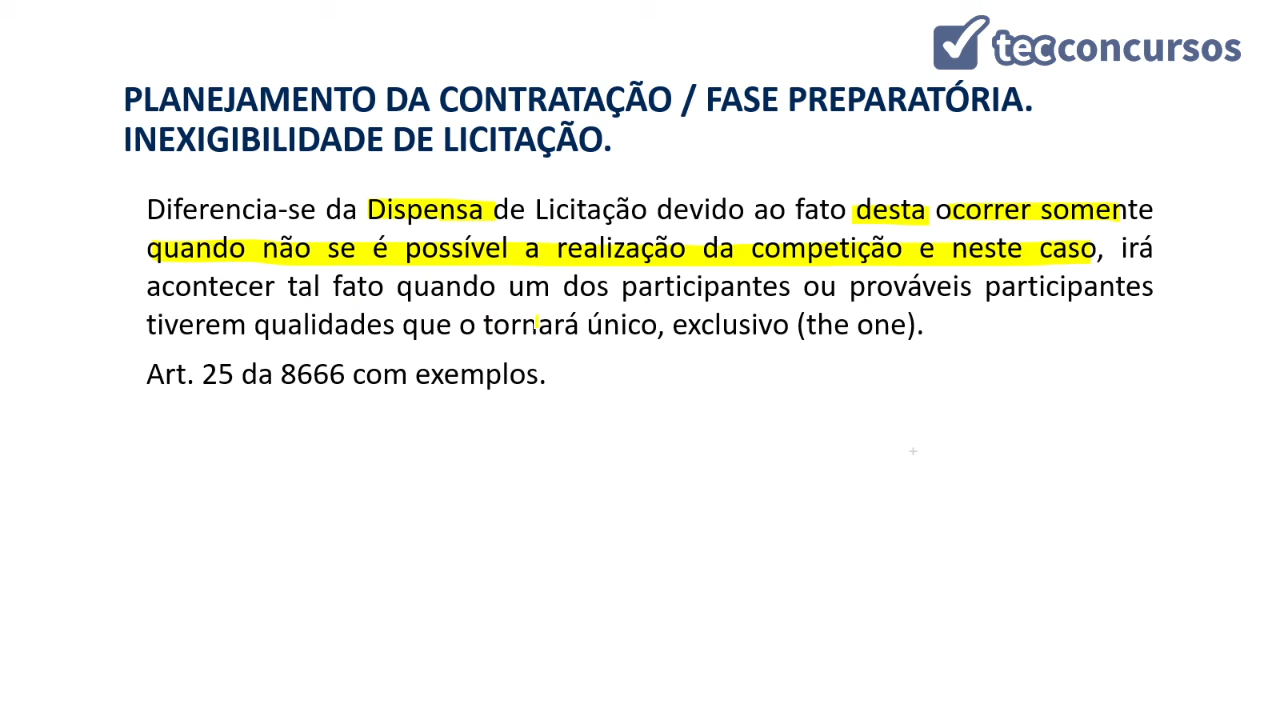 tecconcursos
PLANEJAMENTO DA CONTRATAÇÃO / FASE PREPARATÓRIA.
INEXIGIBILIDADE DE LICITAÇÃO.
Diferencia-se da Dispensa de Licitação devido ao fato desta ocorrer somente
quando não se é possível a realização da competição e neste caso, irá
acontecer tal fato quando um dos participantes ou prováveis participantes
tiverem qualidades que o tornará único, exclusivo (the one).
Art. 25 da 8666 com exemplos.